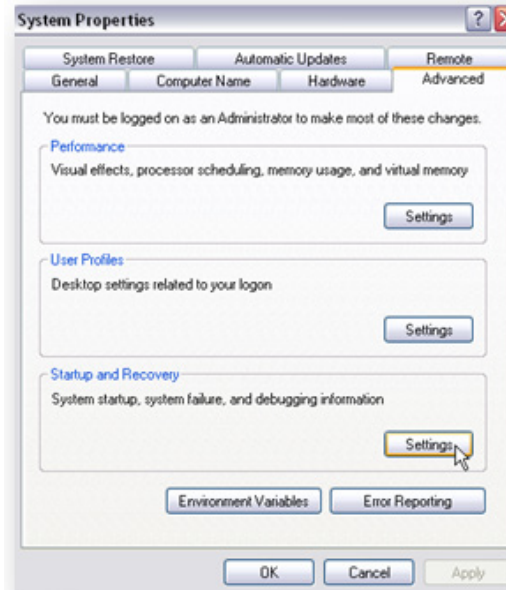 System Properties
System Restore Automatic Updates Remote
General Computer Name Hardware Advanced
You must be logged on as an Administrator to make most of these changes.
Performance
Visual effects, processor scheduling, memory usage, and virtual memory
Settings
User Profiles
Desktop settings related to your logon
Settings
Startup and Recovery
System startup, system failure, and debugging information
Settings
Environment Variables Error Reporting
OK Cancel Apply